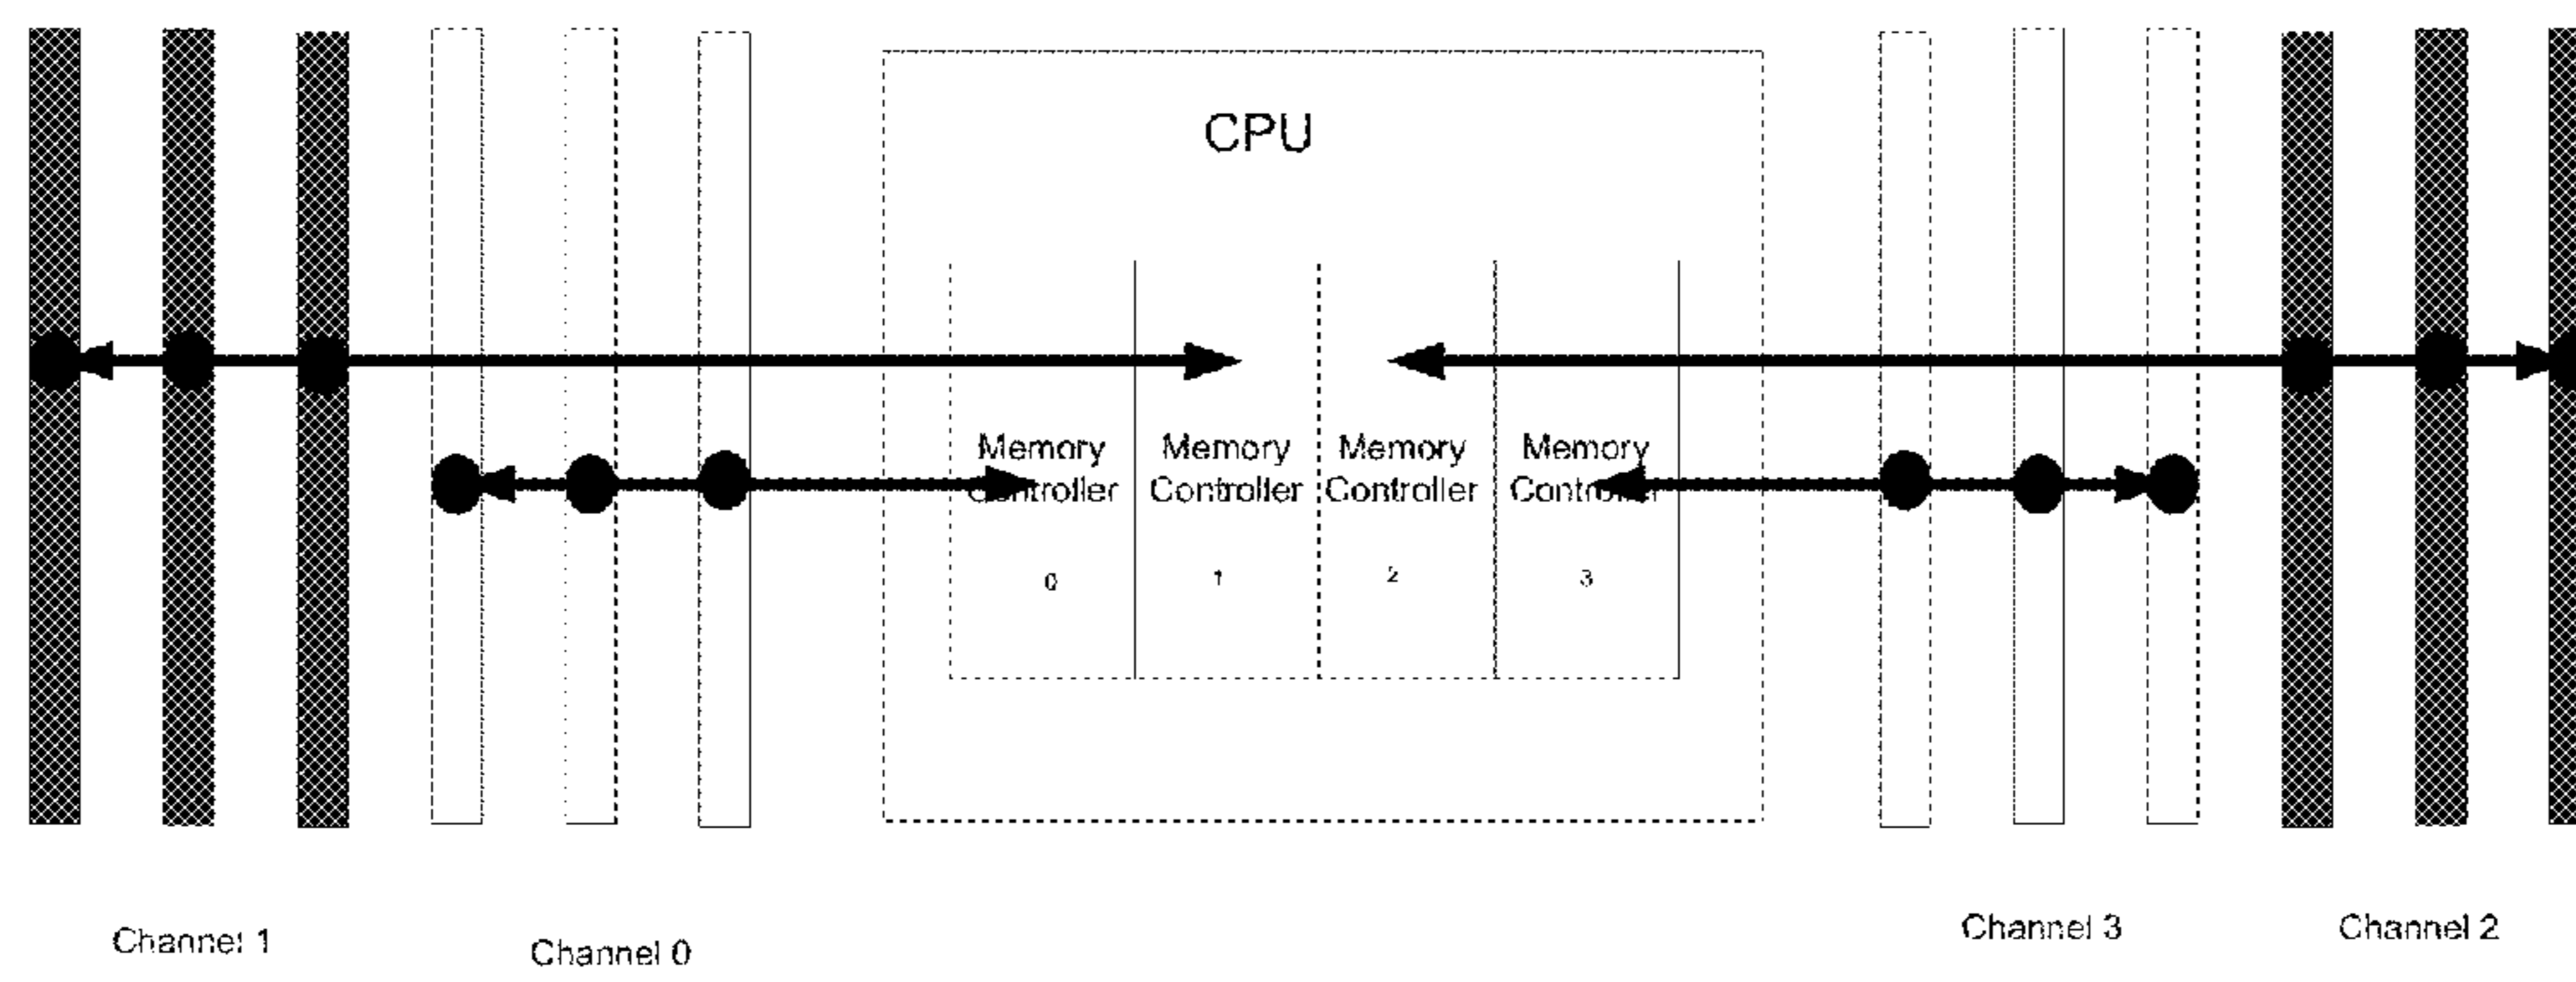 CPU
Memory
Controller
0
Memory
Controller
1
Memory
Controller
2
Memory
Controller
3
Channel 1
Channel 0
Channel 3
Channel 2